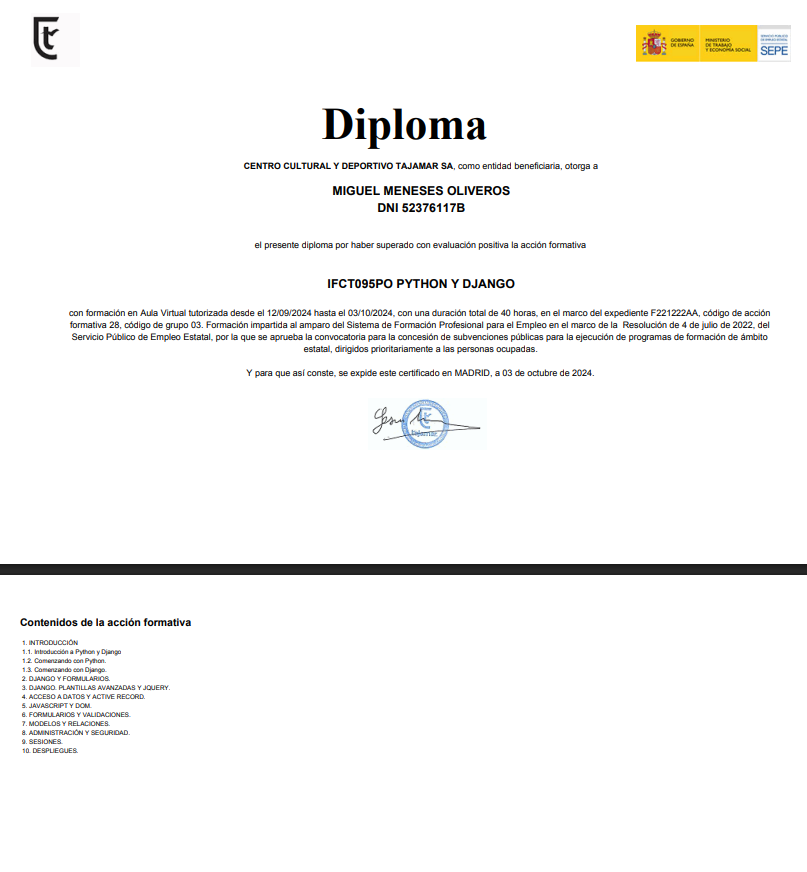 GOBIERNO
DE ESPAÑA
MINISTERIO
DE TRABAJO
Y ECONOMÍA SOCIAL
SERVICIO PÚBLICO
DE EMPLEO ESTATAL
SEPE
Diploma
CENTRO CULTURAL Y DEPORTIVO TAJAMAR SA, como entidad beneficiaria, otorga a
MIGUEL MENESES OLIVEROS
DNI 52376117B
el presente diploma por haber superado con evaluación positiva la acción formativa
IFCT095PO PYTHON Y DJANGO
con formación en Aula Virtual tutorizada desde el 12/09/2024 hasta el 03/10/2024, con una duración total de 40 horas, en el marco del expediente F221222AA, código de acción
formativa 28, código de grupo 03. Formación impartida al amparo del Sistema de Formación Profesional para el Empleo en el marco de la Resolución de 4 de julio de 2022, del
Servicio Público de Empleo Estatal, por la que se aprueba la convocatoria para la concesión de subvenciones públicas para la ejecución de programas de formación de ámbito
estatal, dirigidos prioritariamente a las personas ocupadas.
Y para que así conste, se expide este certificado en MADRID, a 03 de octubre de 2024.
tajamar
Contenidos de la acción formativa
1. INTRODUCCIÓN
1.1. Introducción a Python y Django
1.2. Comenzando con Python.
1.3. Comenzando con Django.
2. DJANGO Y FORMULARIOS.
3. DJANGO. PLANTILLAS AVANZADAS Y JQUERY.
4. ACCESO A DATOS Y ACTIVE RECORD.
5. JAVASCRIPT Y DOM.
6. FORMULARIOS Y VALIDACIONES.
7. MODELOS Y RELACIONES.
8. ADMINISTRACIÓN Y SEGURIDAD.
9. SESIONES.
10. DESPLIEGUES.